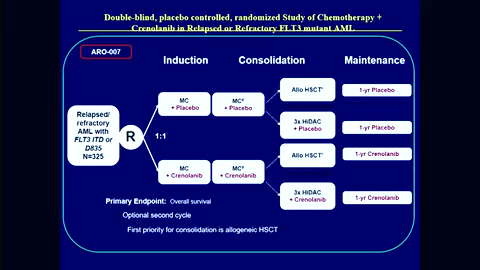 Double-blind, placebo controlled, randomized Study of Chemotherapy +
Crenolanib in Relapsed or Refractory FLT3 mutant AML
ARO-007
Induction
Consolidation
Maintenance
Relapsed/
refractory
AML with
FLT3 ITD or
D835
N=325
R
1:1
MC
+ Placebo
MC²
+ Placebo
Allo HSCT*
1-yr Placebo
3x HiDAC
+ Placebo
1-yr Placebo
MC
+ Crenolanib
MC²
+ Crenolanib
Allo HSCT*
1-yr Crenolanib
3x HiDAC
+ Crenolanib
1-yr Crenolanib
Primary Endpoint: Overall survival
Optional second cycle
First priority for consolidation is allogeneic HSCT